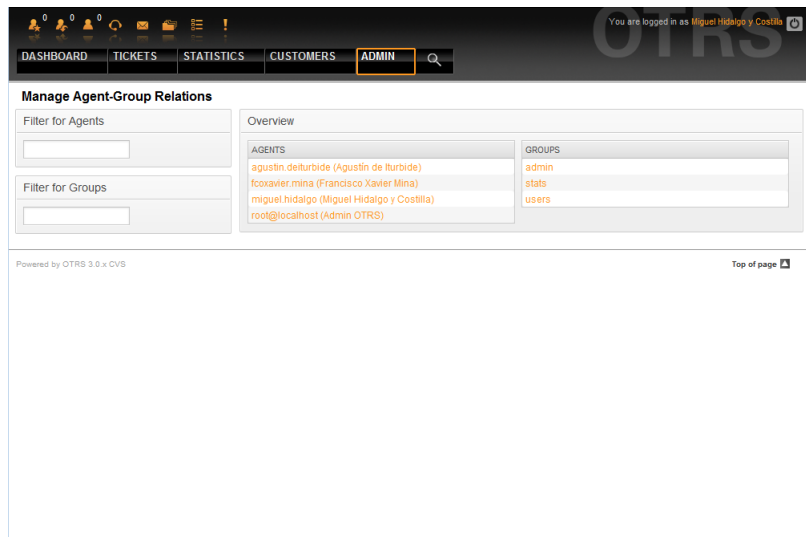 0 0 0
You are logged in as Miguel Hidalgo y Costilla
OTRS
DASHBOARD TICKETS STATISTICS CUSTOMERS ADMIN
Manage Agent-Group Relations
Filter for Agents
Filter for Groups
Overview
AGENTS
agustin.deiturbide (Agustín de Iturbide)
fcoxavier.mina (Francisco Xavier Mina)
miguel.hidalgo (Miguel Hidalgo y Costilla)
root@localhost (Admin OTRS)
GROUPS
admin
stats
users
Powered by OTRS 3.0.x CVS
Top of page